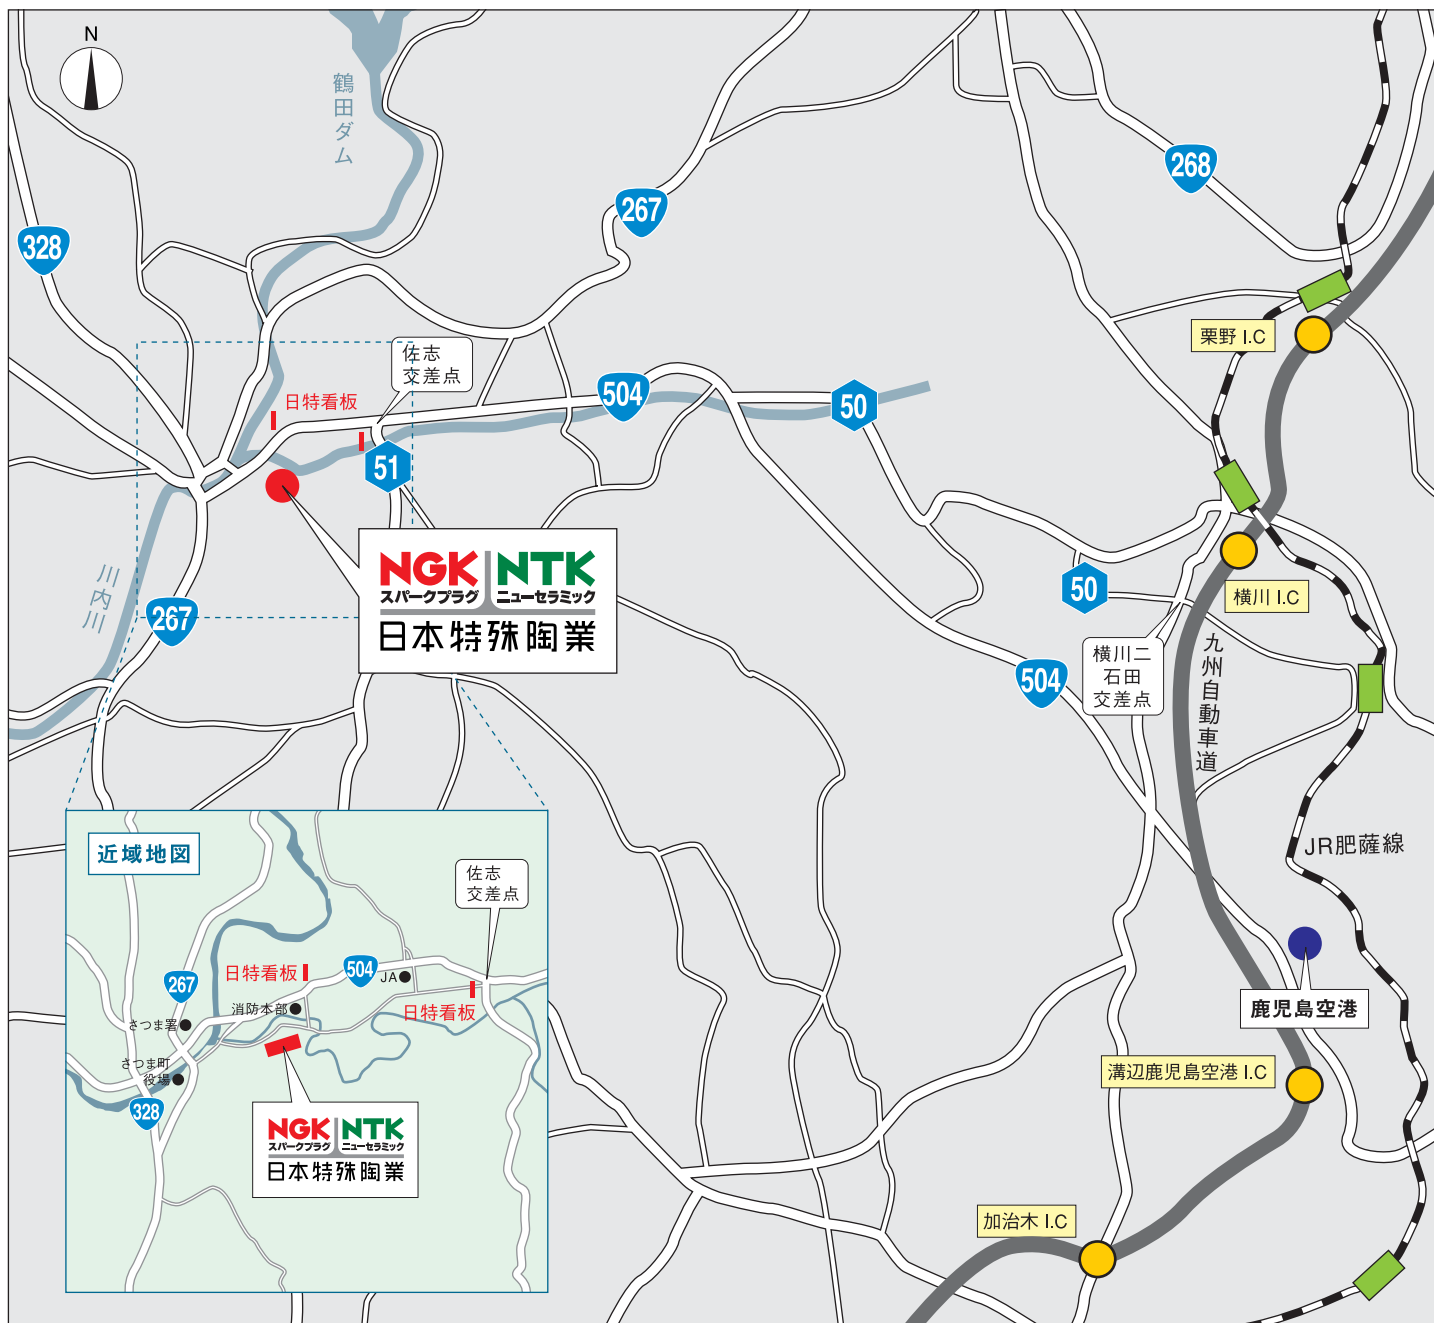 N
鶴田ダム
328
267
268
栗野 I.C
佐志
交差点
日特看板
504
50
51
川内川
267
NGK
スパークプラグ
NTK
ニューセラミック
日本特殊陶業
50
横川 I.C
横川二
石田
交差点
504
九州自動車道
JR肥薩線
鹿児島空港
溝辺鹿児島空港 I.C
加治木 I.C
近域地図
佐志
交差点
267
日特看板
504
JA
日特看板
消防本部
さつま署
さつま町
役場
328
NGK
スパークプラグ
NTK
ニューセラミック
日本特殊陶業